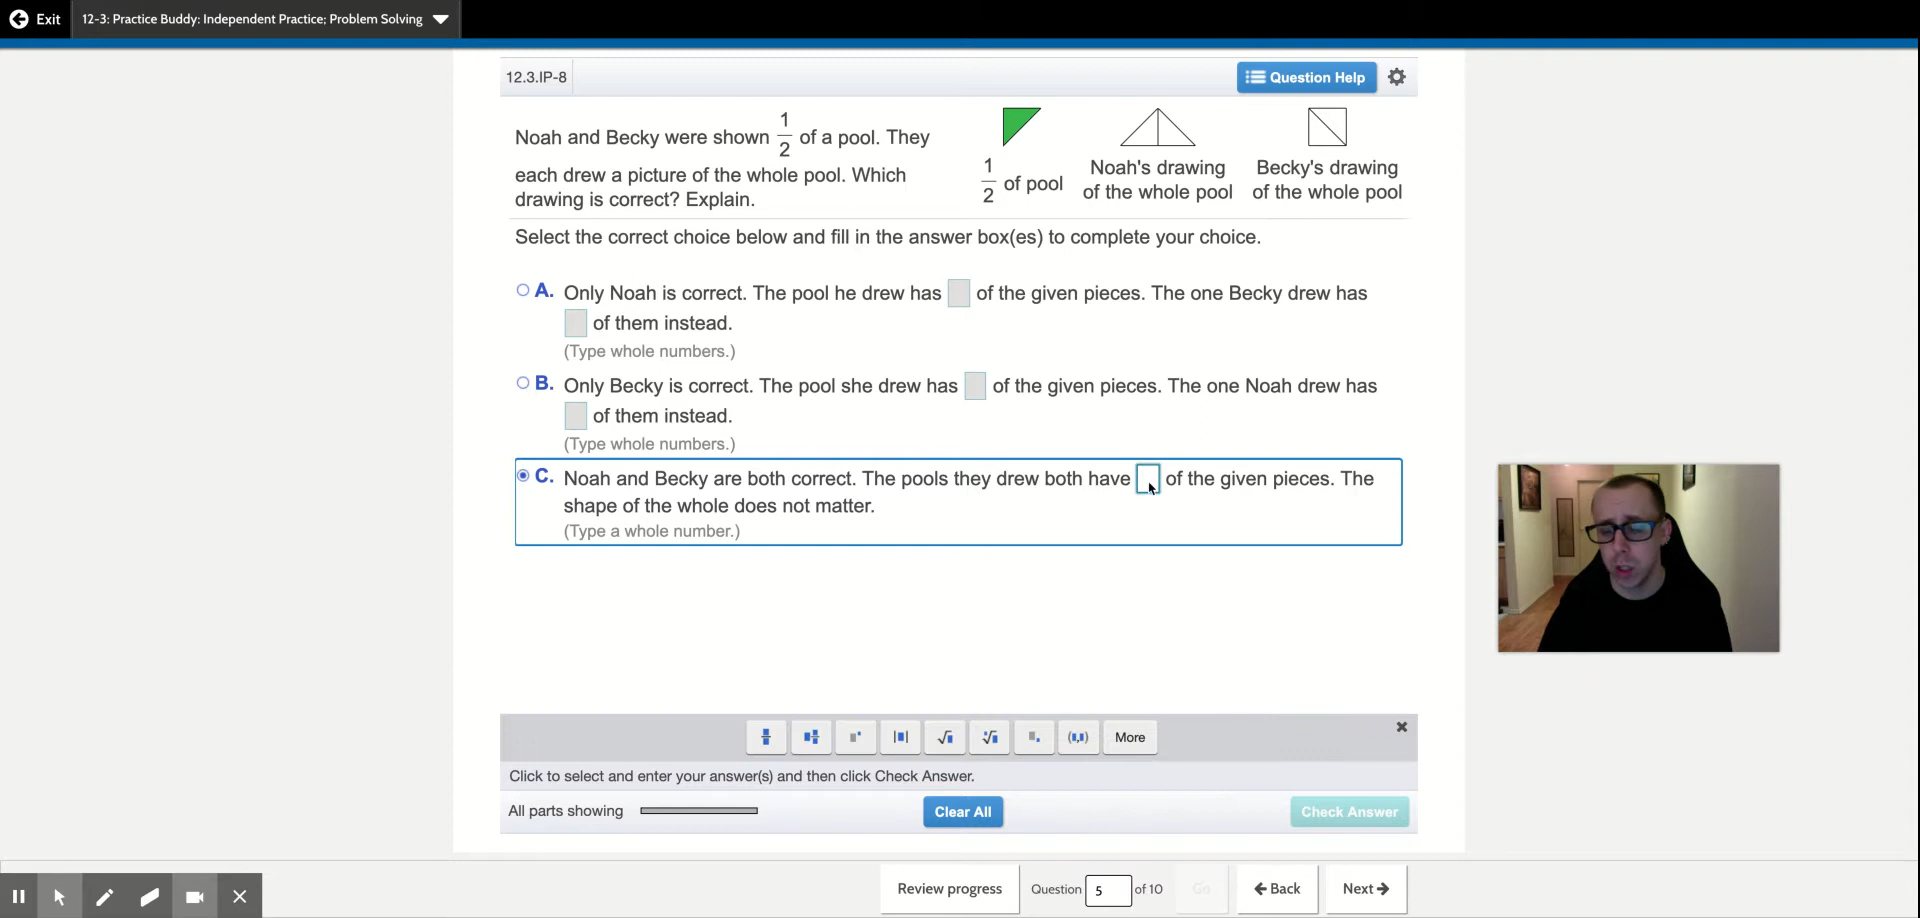 Exit
12-3: Practice Buddy: Independent Practice; Problem Solving
12.3.IP-8
Question Help
Noah and Becky were shown 1/2 of a pool. They
each drew a picture of the whole pool. Which
drawing is correct? Explain.
1/2 of pool
Noah's drawing
of the whole pool
Becky's drawing
of the whole pool
Select the correct choice below and fill in the answer box(es) to complete your choice.
A. Only Noah is correct. The pool he drew has of the given pieces. The one Becky drew has
of them instead.
(Type whole numbers.)
B. Only Becky is correct. The pool she drew has of the given pieces. The one Noah drew has
of them instead.
(Type whole numbers.)
C. Noah and Becky are both correct. The pools they drew both have of the given pieces. The
shape of the whole does not matter.
(Type a whole number.)
More
Click to select and enter your answer(s) and then click Check Answer.
All parts showing
Clear All
Check Answer
Review progress
Question 5 of 10
Go
Back
Next